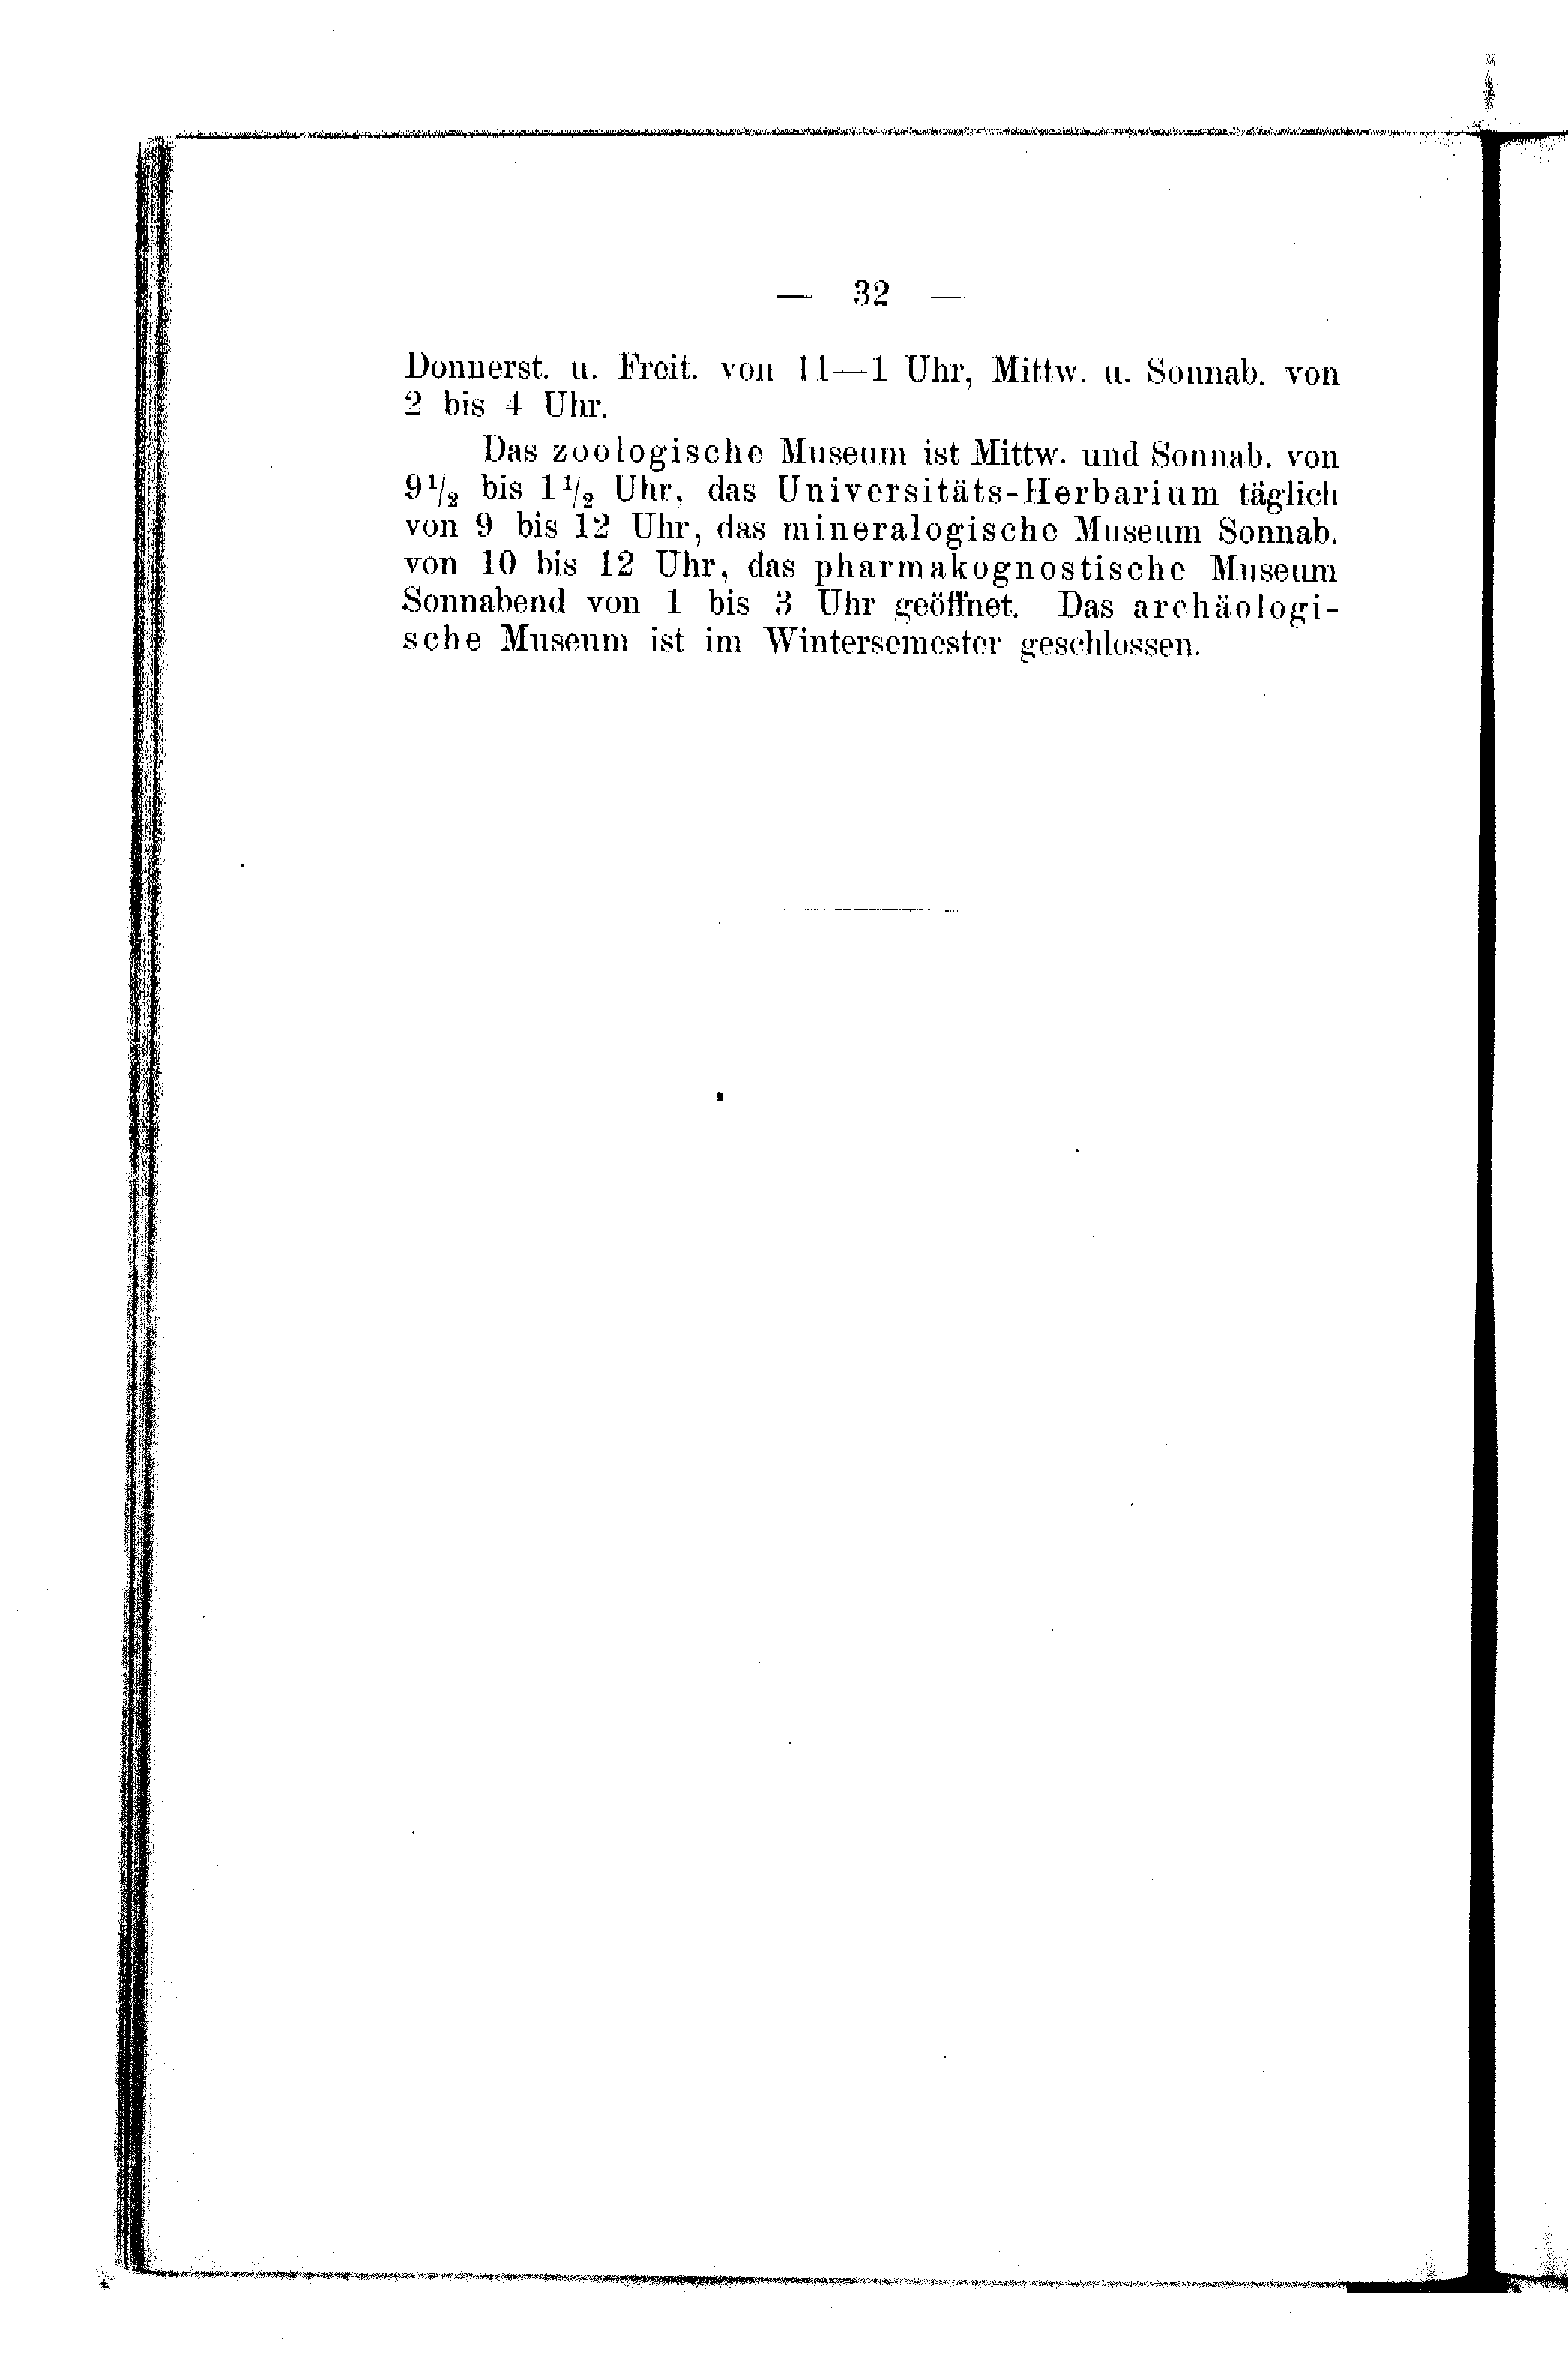 — 32 —
Donnerst. u. Freit. von 11—1 Uhr, Mittw. u. Sonnab. von
2 bis 4 Uhr.
Das zoologische Museum ist Mittw. und Sonnab. von
9 1/2 bis 1 1/2 Uhr, das Universitäts-Herbarium täglich
von 9 bis 12 Uhr, das mineralogische Museum Sonnab.
von 10 bis 12 Uhr, das pharmakognostische Museum
Sonnabend von 1 bis 3 Uhr geöffnet. Das archäologi-
sche Museum ist im Wintersemester geschlossen.